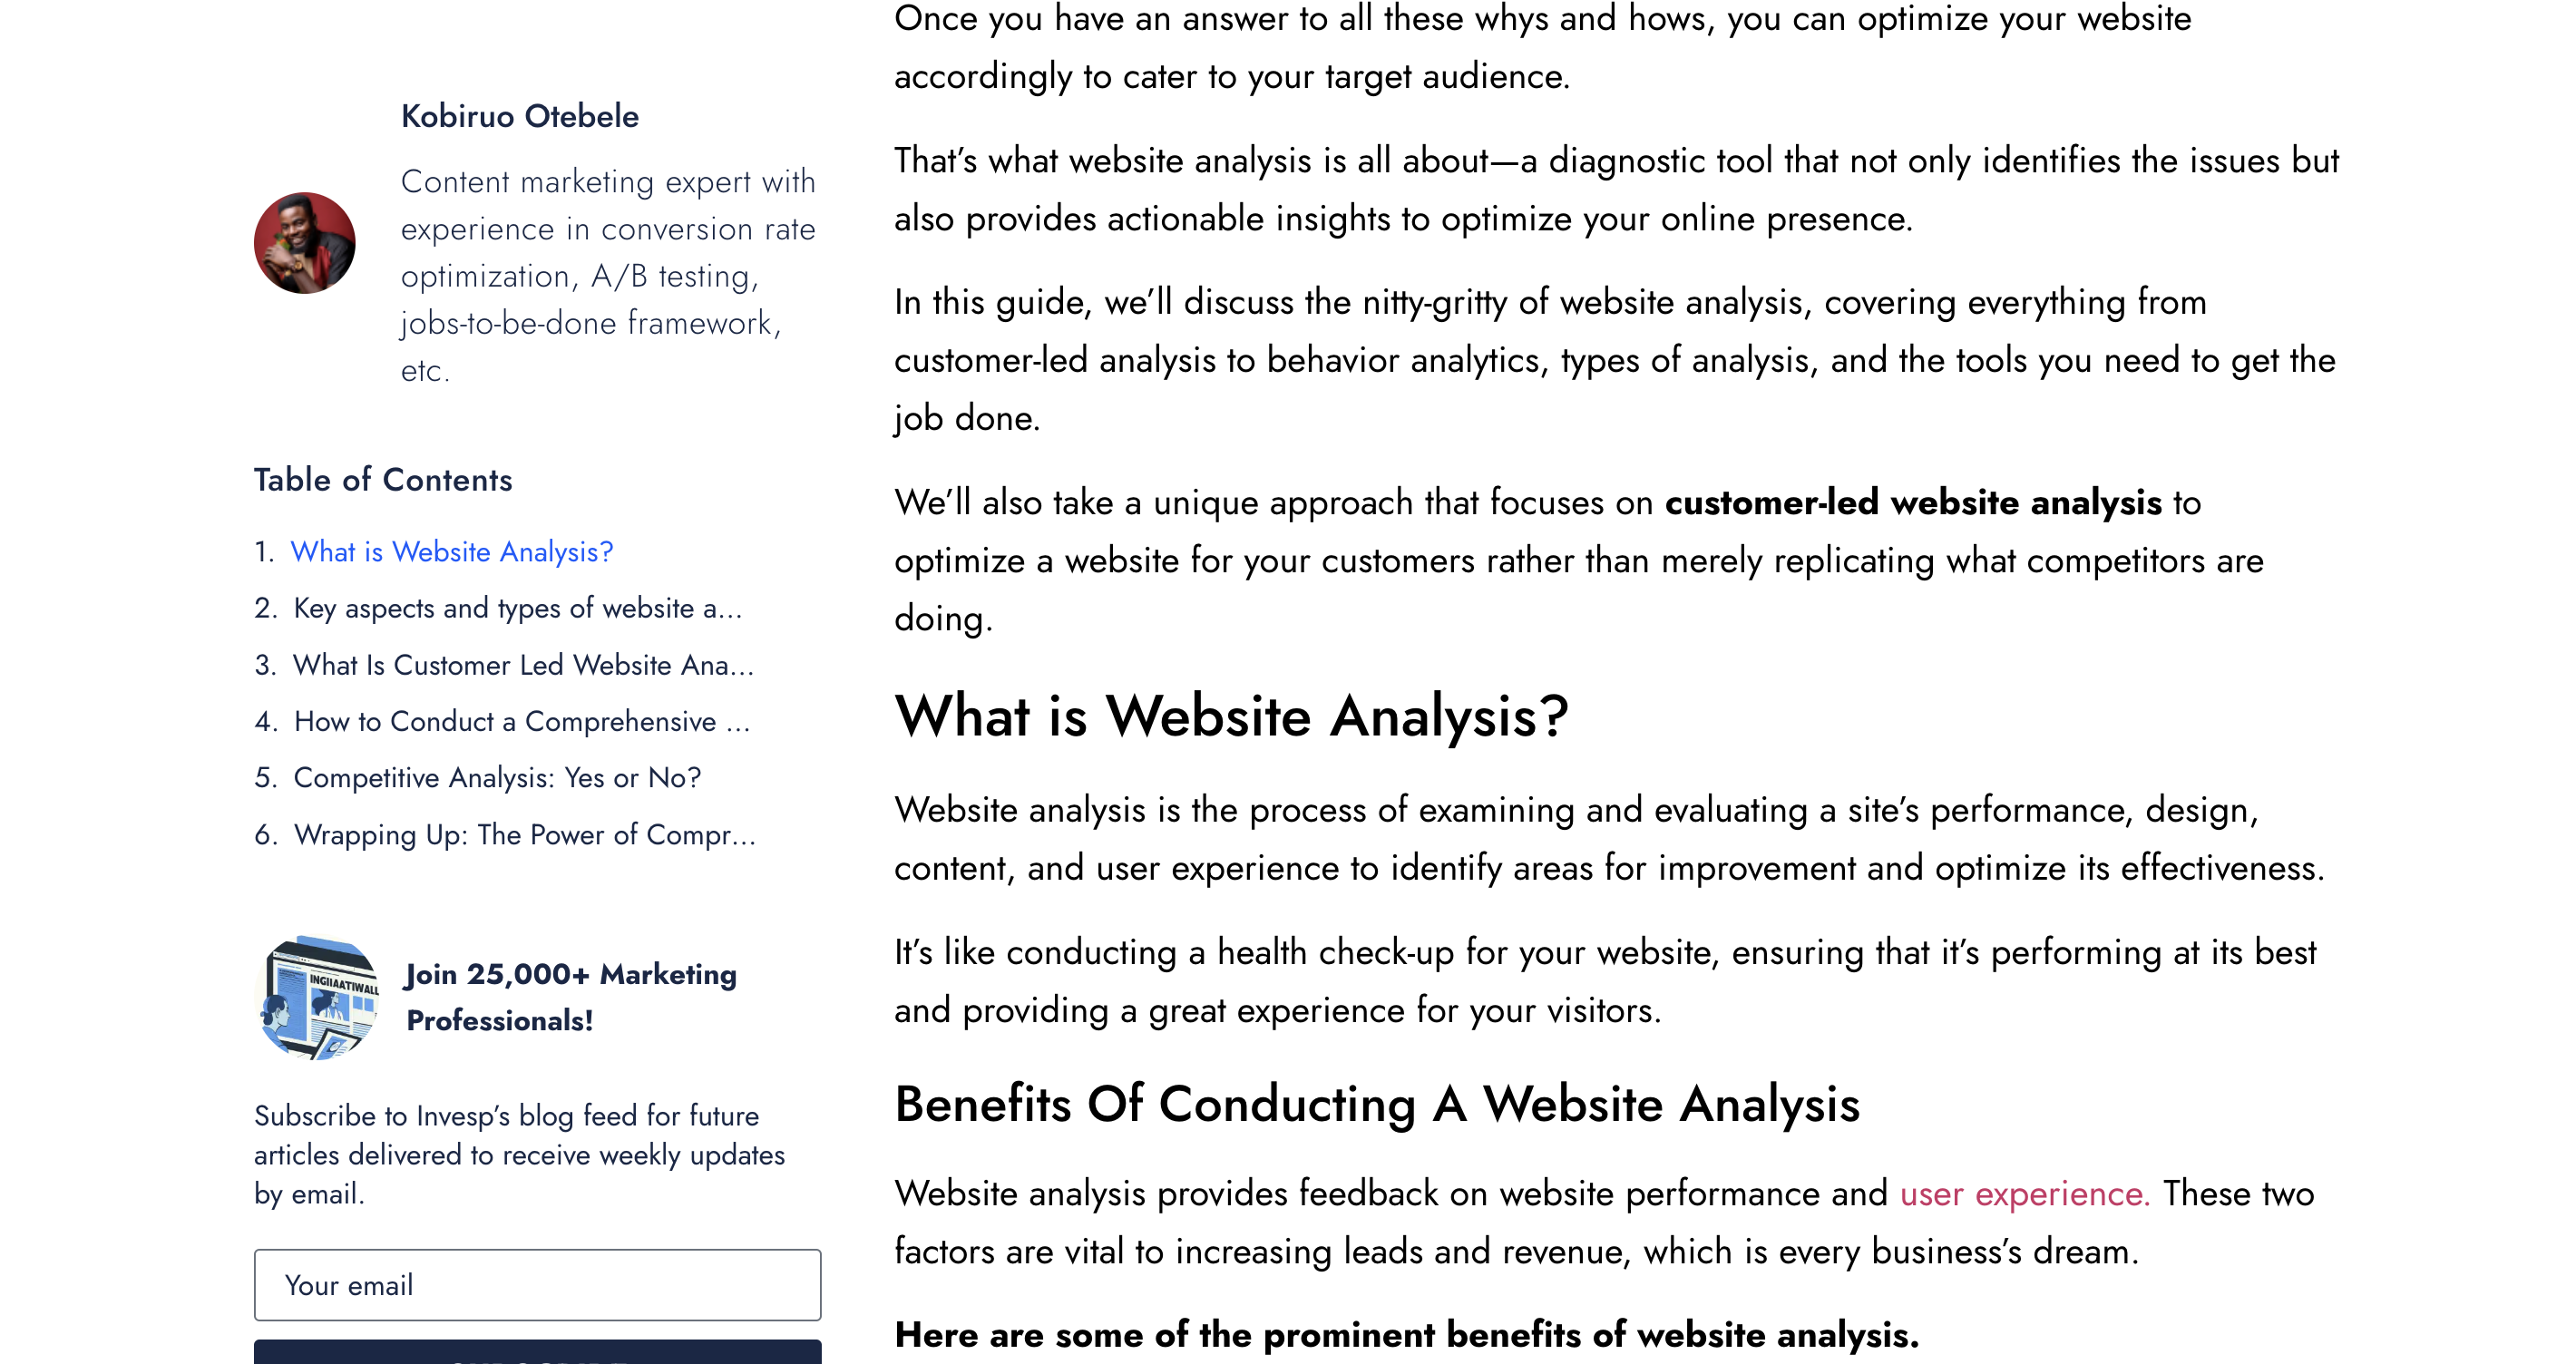 Kobiruo Otebele
Content marketing expert with
experience in conversion rate
optimization, A/B testing,
jobs-to-be-done framework,
etc.
Table of Contents
1. What is Website Analysis?
2. Key aspects and types of website a...
3. What Is Customer Led Website Ana...
4. How to Conduct a Comprehensive ...
5. Competitive Analysis: Yes or No?
6. Wrapping Up: The Power of Compr...
INGIIAATIWALL
Join 25,000+ Marketing
Professionals!
Subscribe to Invesp’s blog feed for future
articles delivered to receive weekly updates
by email.
Your email
Once you have an answer to all these whys and hows, you can optimize your website
accordingly to cater to your target audience.
That’s what website analysis is all about—a diagnostic tool that not only identifies the issues but
also provides actionable insights to optimize your online presence.
In this guide, we’ll discuss the nitty-gritty of website analysis, covering everything from
customer-led analysis to behavior analytics, types of analysis, and the tools you need to get the
job done.
We’ll also take a unique approach that focuses on customer-led website analysis to
optimize a website for your customers rather than merely replicating what competitors are
doing.
What is Website Analysis?
Website analysis is the process of examining and evaluating a site’s performance, design,
content, and user experience to identify areas for improvement and optimize its effectiveness.
It’s like conducting a health check-up for your website, ensuring that it’s performing at its best
and providing a great experience for your visitors.
Benefits Of Conducting A Website Analysis
Website analysis provides feedback on website performance and user experience. These two
factors are vital to increasing leads and revenue, which is every business’s dream.
Here are some of the prominent benefits of website analysis.